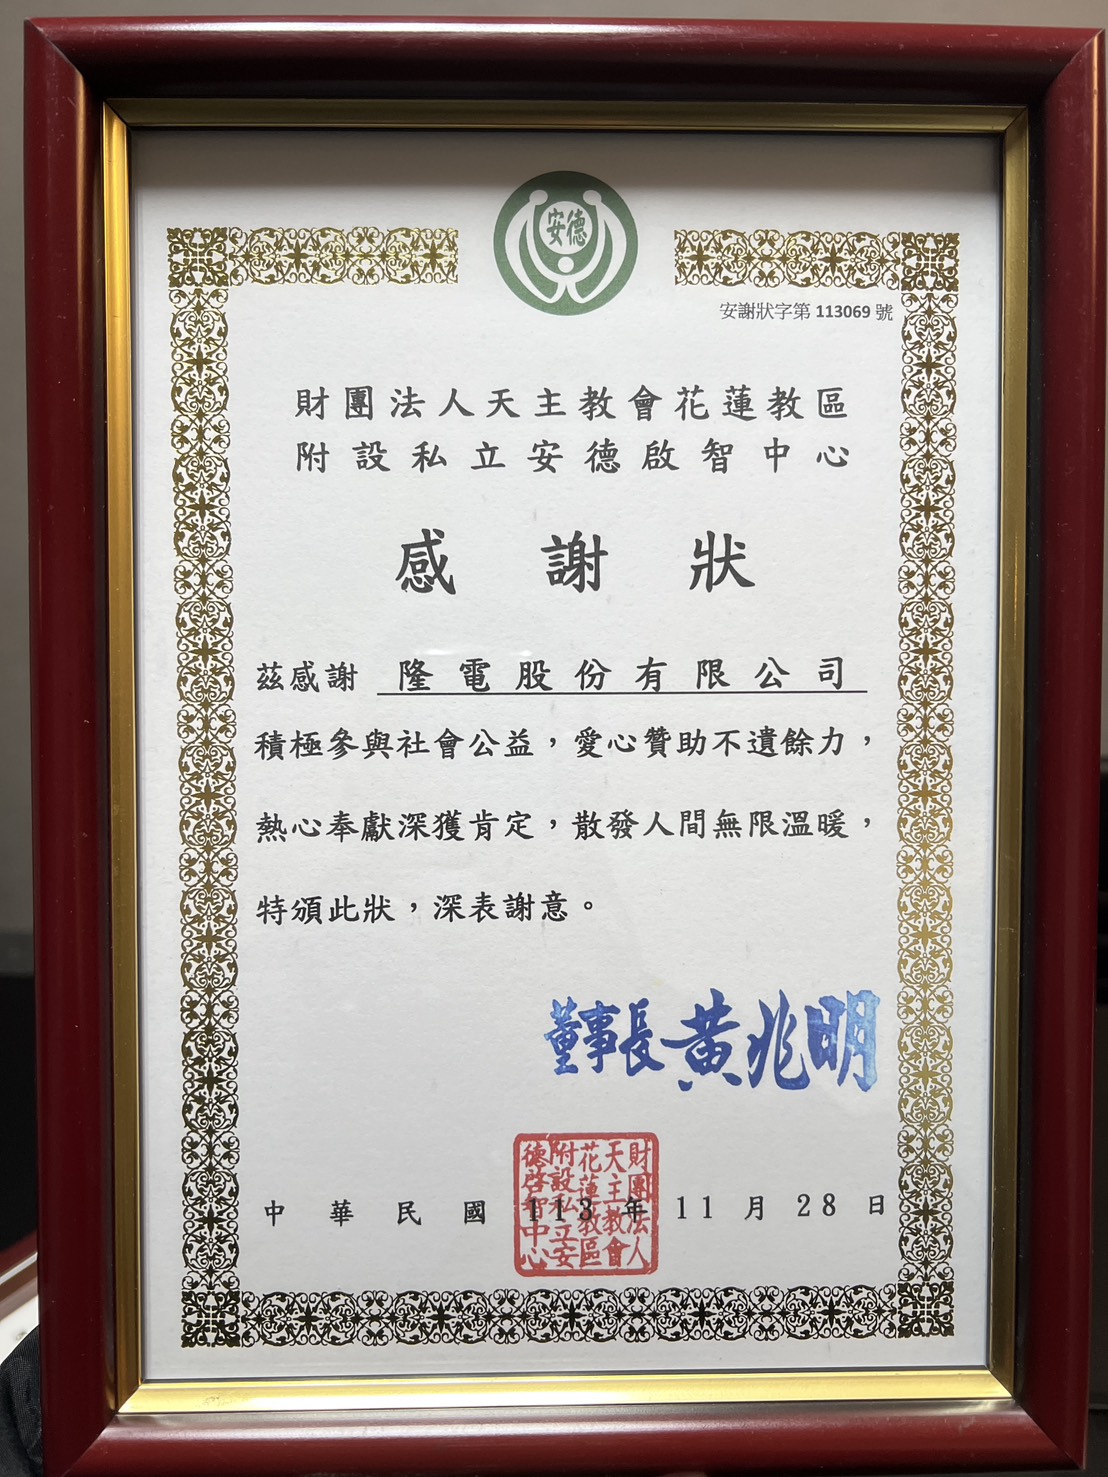 安德
安謝狀字第 113069 號
財團法人天主教會花蓮教區
附設私立安德啟智中心
感謝狀
茲感謝 隆電股份有限公司
積極參與社會公益，愛心贊助不遺餘力，
熱心奉獻深獲肯定，散發人間無限溫暖，
特頒此狀，深表謝意。
董事長 黃兆明
財團法人
天主教會
花蓮教區
附設私立安
德啓智中心
中華民國 113 年 11 月 28 日